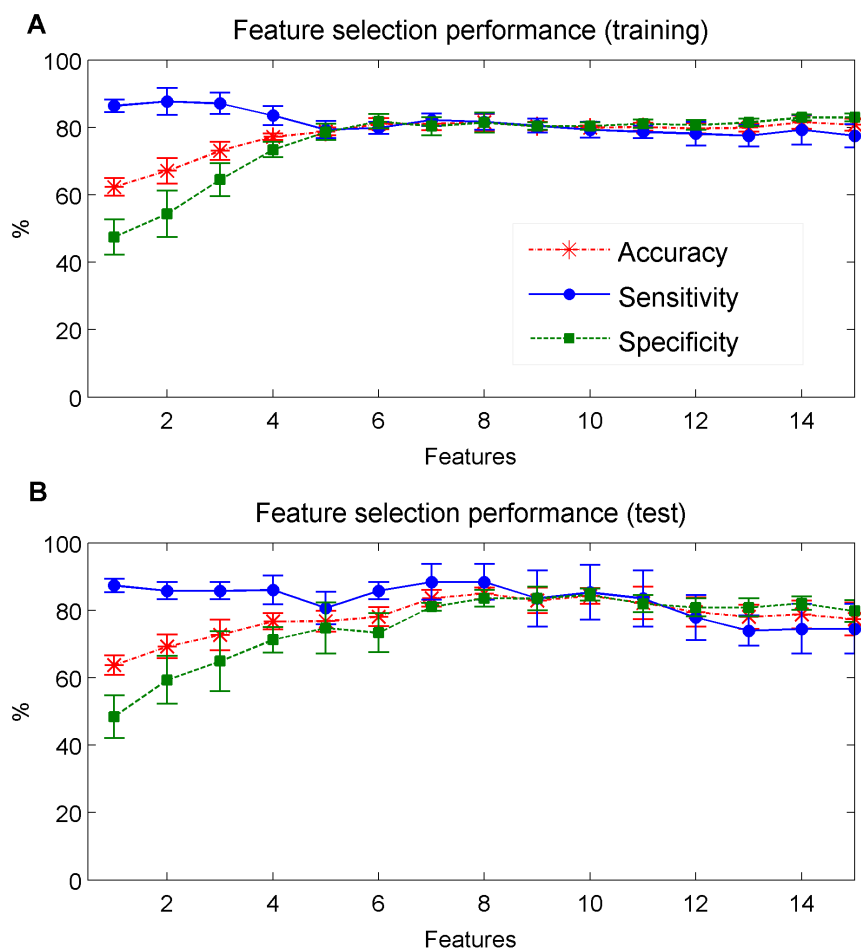 A
Feature selection performance (training)
100
80
60
40
20
0
%
Accuracy
Sensitivity
Specificity
2 4 6 8 10 12 14
Features
B
Feature selection performance (test)
100
80
60
40
20
0
%
2 4 6 8 10 12 14
Features